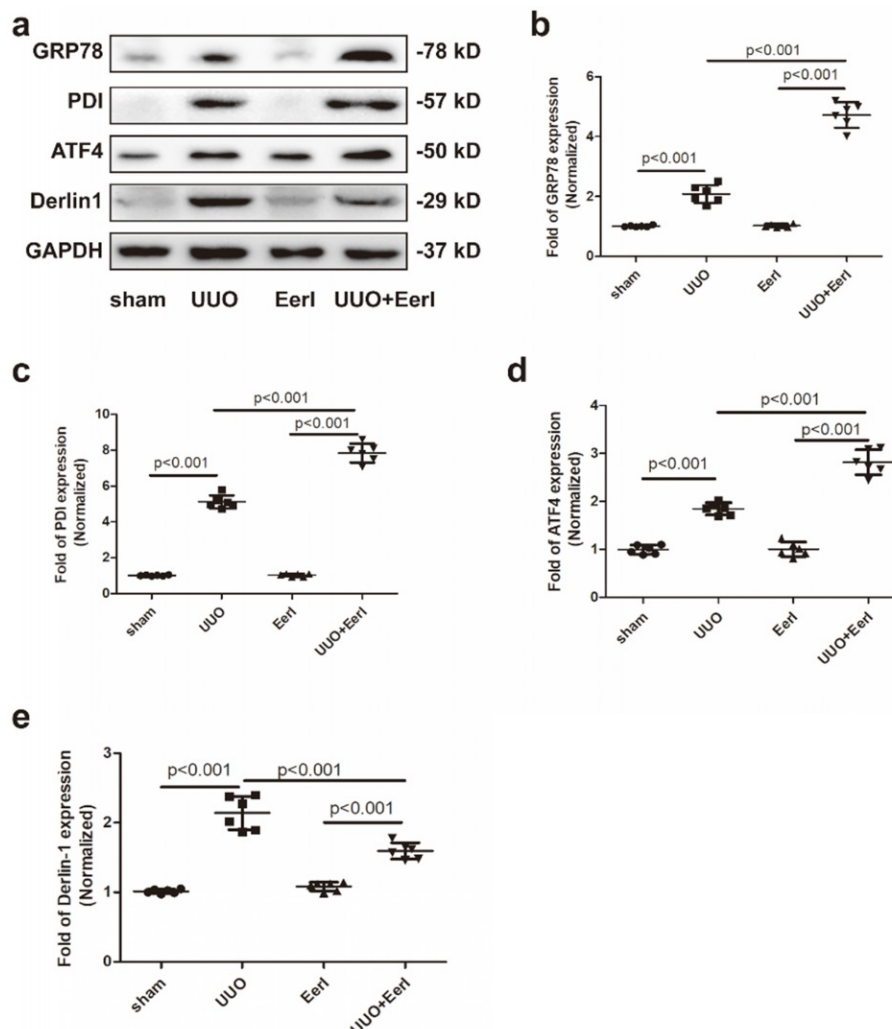 a
GRP78
-78 kD
PDI
-57 kD
ATF4
-50 kD
Derlin1
-29 kD
GAPDH
-37 kD
sham UUO EerI UUO+EerI
b
Fold of GRP78 expression
(Normalized)
6
4
2
0
p<0.001
p<0.001
p<0.001
sham
UUO
EerI
UUO+EerI
c
Fold of PDI expression
(Normalized)
10
8
6
4
2
0
p<0.001
p<0.001
p<0.001
sham
UUO
EerI
UUO+EerI
d
Fold of ATF4 expression
(Normalized)
4
3
2
1
0
p<0.001
p<0.001
p<0.001
sham
UUO
EerI
UUO+EerI
e
Fold of Derlin-1 expression
(Normalized)
3
2
1
0
p<0.001
p<0.001
p<0.001
sham
UUO
EerI
UUO+EerI